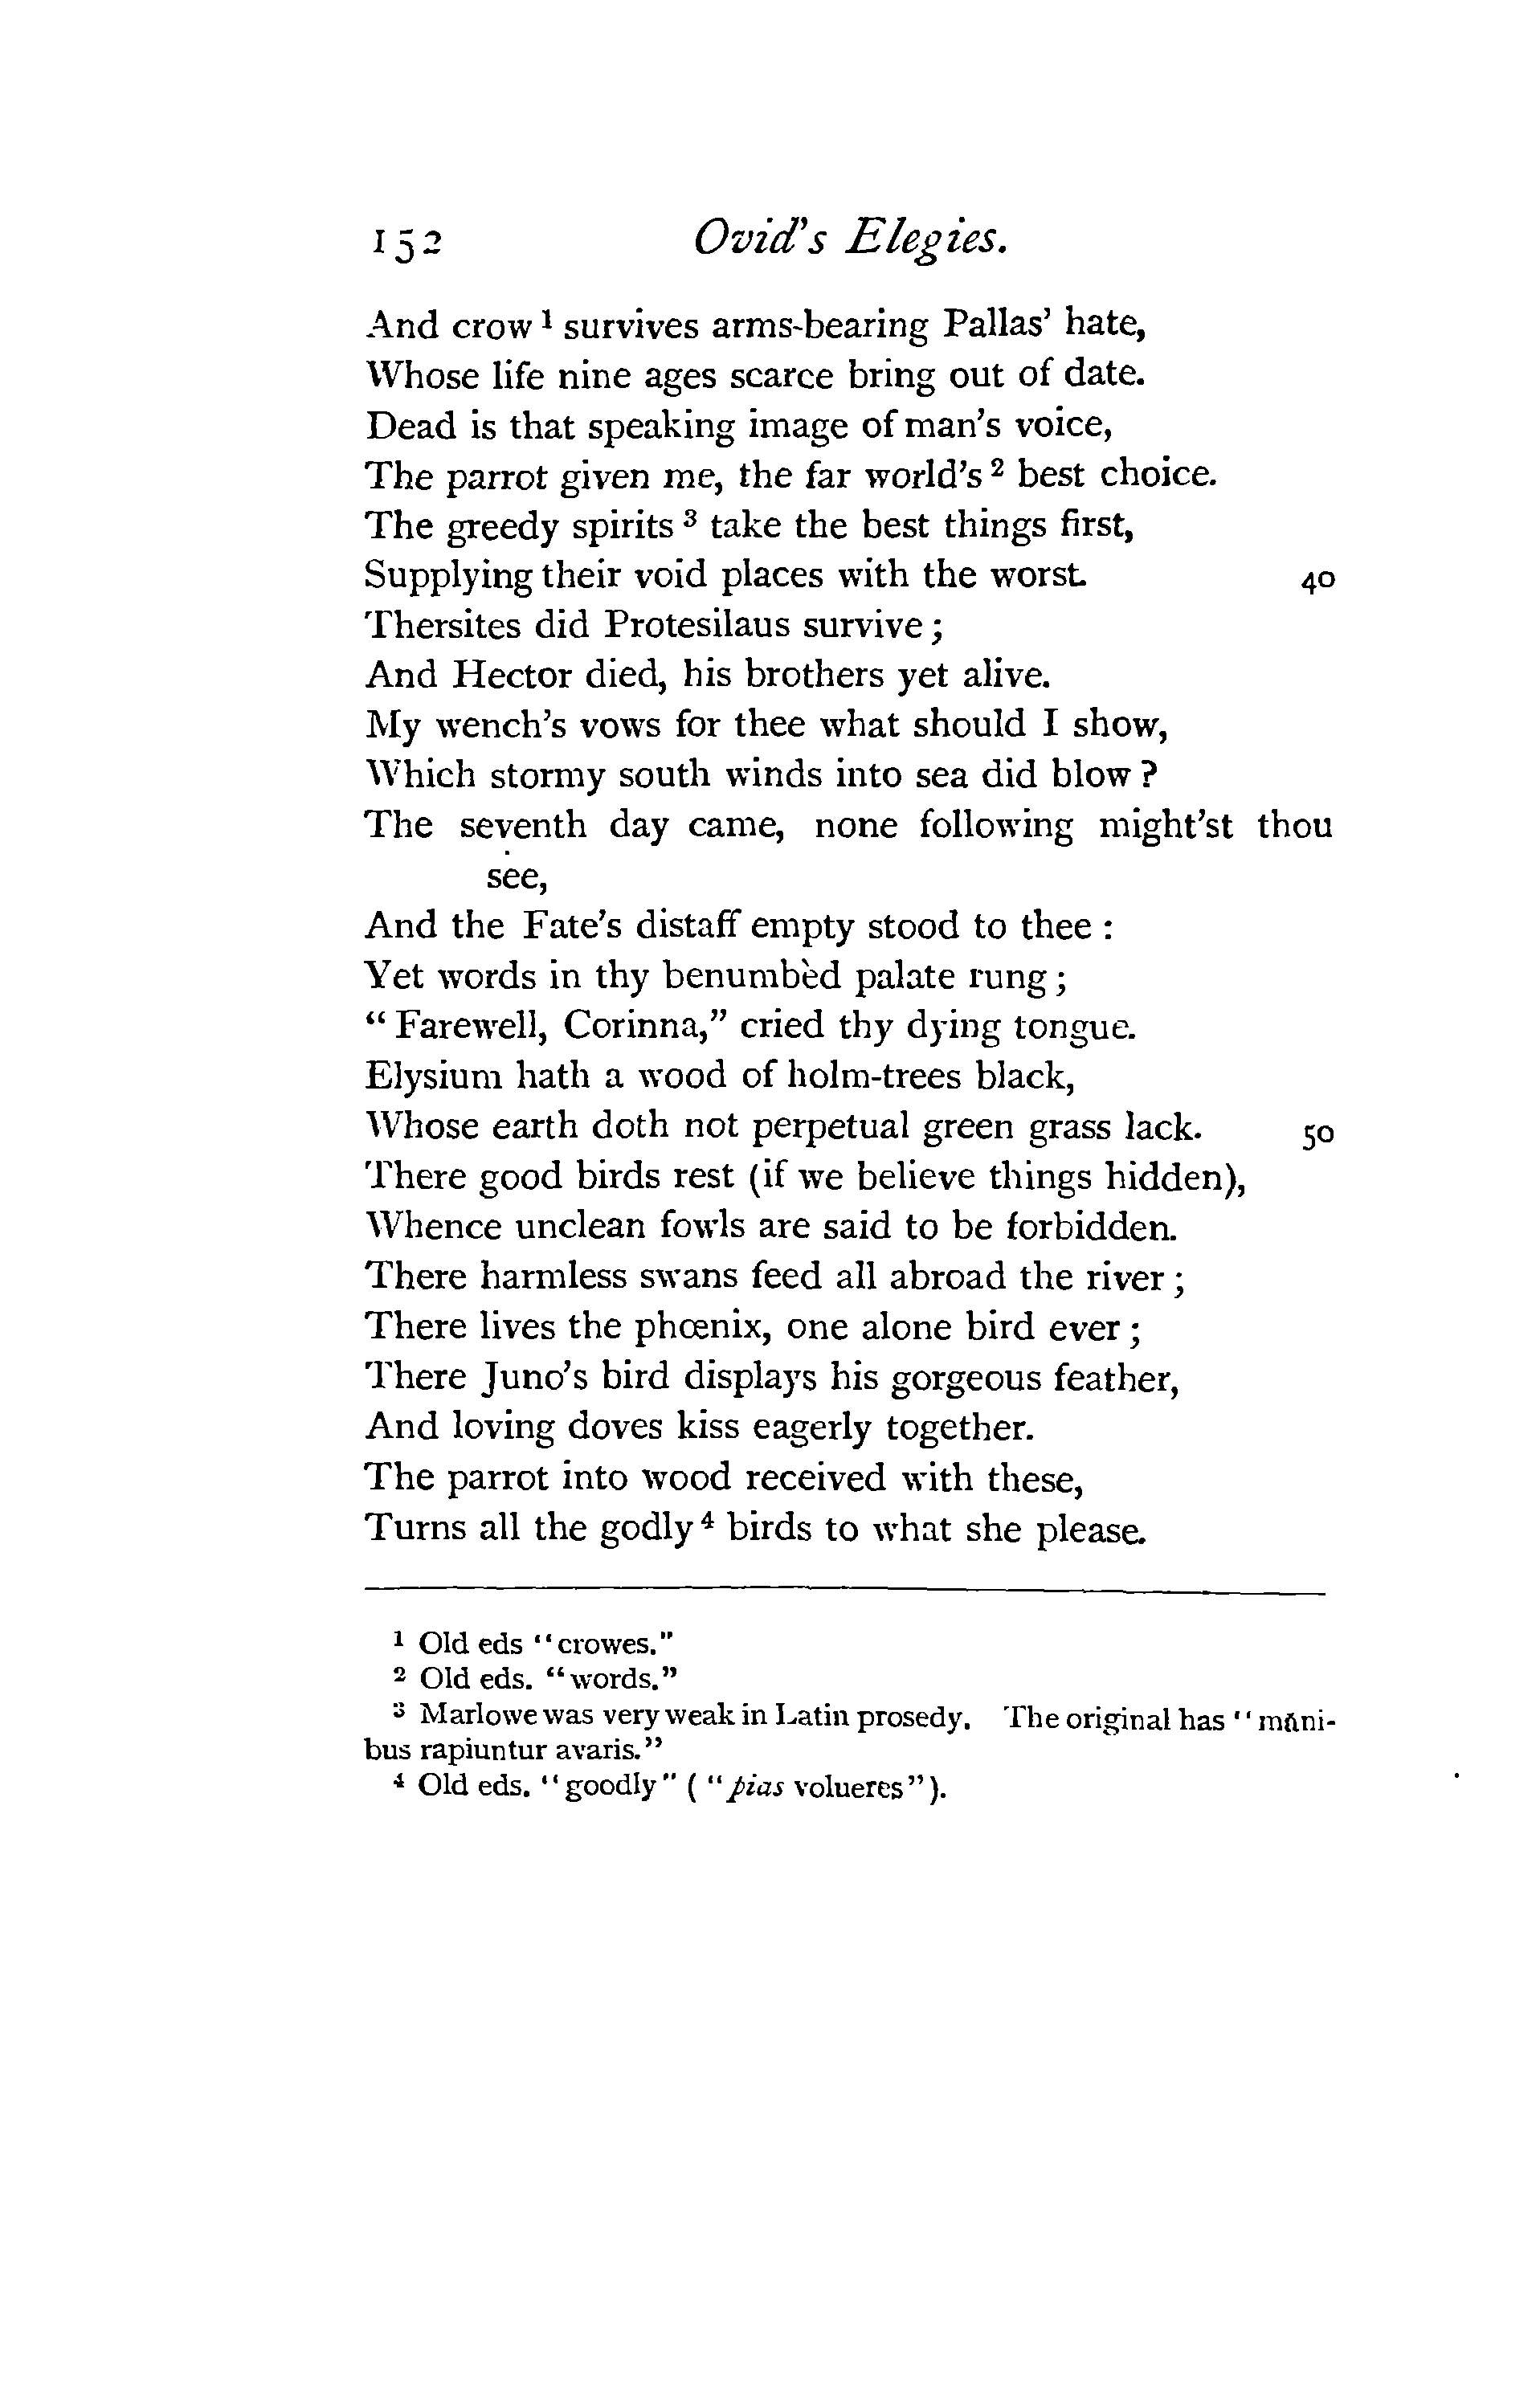 152 Ovid's Elegies.
And crow¹ survives arms-bearing Pallas' hate,
Whose life nine ages scarce bring out of date.
Dead is that speaking image of man's voice,
The parrot given me, the far world's² best choice.
The greedy spirits³ take the best things first,
Supplying their void places with the worst. 40
Thersites did Protesilaus survive;
And Hector died, his brothers yet alive.
My wench's vows for thee what should I show,
Which stormy south winds into sea did blow?
The seventh day came, none following might'st thou
see,
And the Fate's distaff empty stood to thee:
Yet words in thy benumbèd palate rung;
"Farewell, Corinna," cried thy dying tongue.
Elysium hath a wood of holm-trees black,
Whose earth doth not perpetual green grass lack. 50
There good birds rest (if we believe things hidden),
Whence unclean fowls are said to be forbidden.
There harmless swans feed all abroad the river;
There lives the phœnix, one alone bird ever;
There Juno's bird displays his gorgeous feather,
And loving doves kiss eagerly together.
The parrot into wood received with these,
Turns all the godly⁴ birds to what she please.
¹ Old eds "crowes."
² Old eds. "words."
³ Marlowe was very weak in Latin prosedy. The original has "măni-
bus rapiuntur avaris."
⁴ Old eds. "goodly" ("pias volueres").